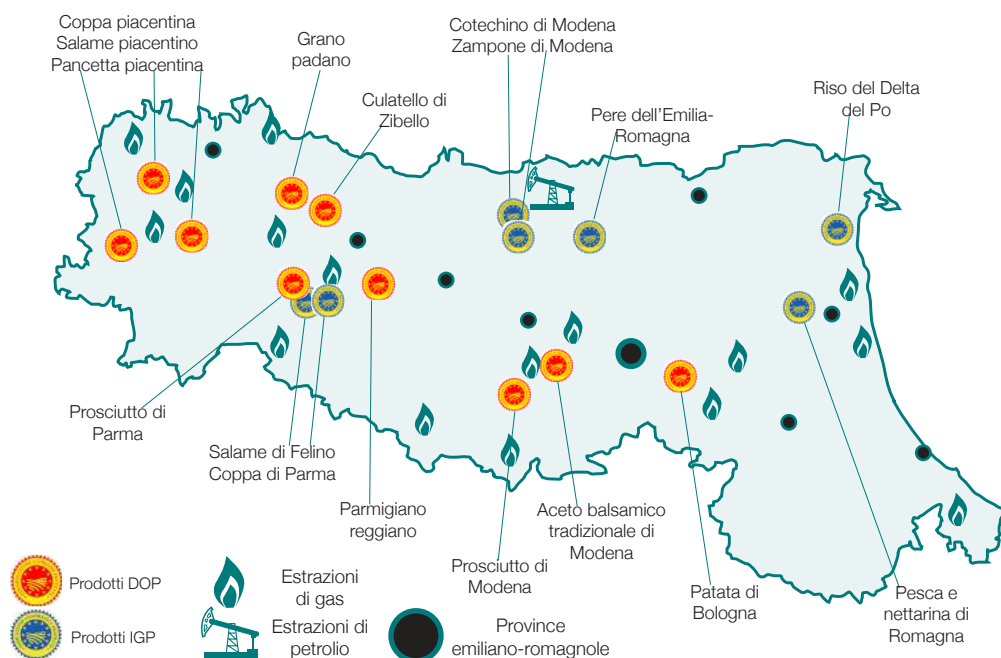 Coppa piacentina
Salame piacentino
Pancetta piacentina
Grano
padano
Culatello di
Zibello
Cotechino di Modena
Zampone di Modena
Pere dell'Emilia-
Romagna
Riso del Delta
del Po
Prosciutto di
Parma
Salame di Felino
Coppa di Parma
Parmigiano
reggiano
Prosciutto di
Modena
Aceto balsamico
tradizionale di
Modena
Patata di
Bologna
Pesca e
nettarina di
Romagna
Prodotti DOP
Prodotti IGP
Estrazioni
di gas
Estrazioni di
petrolio
Province
emiliano-romagnole